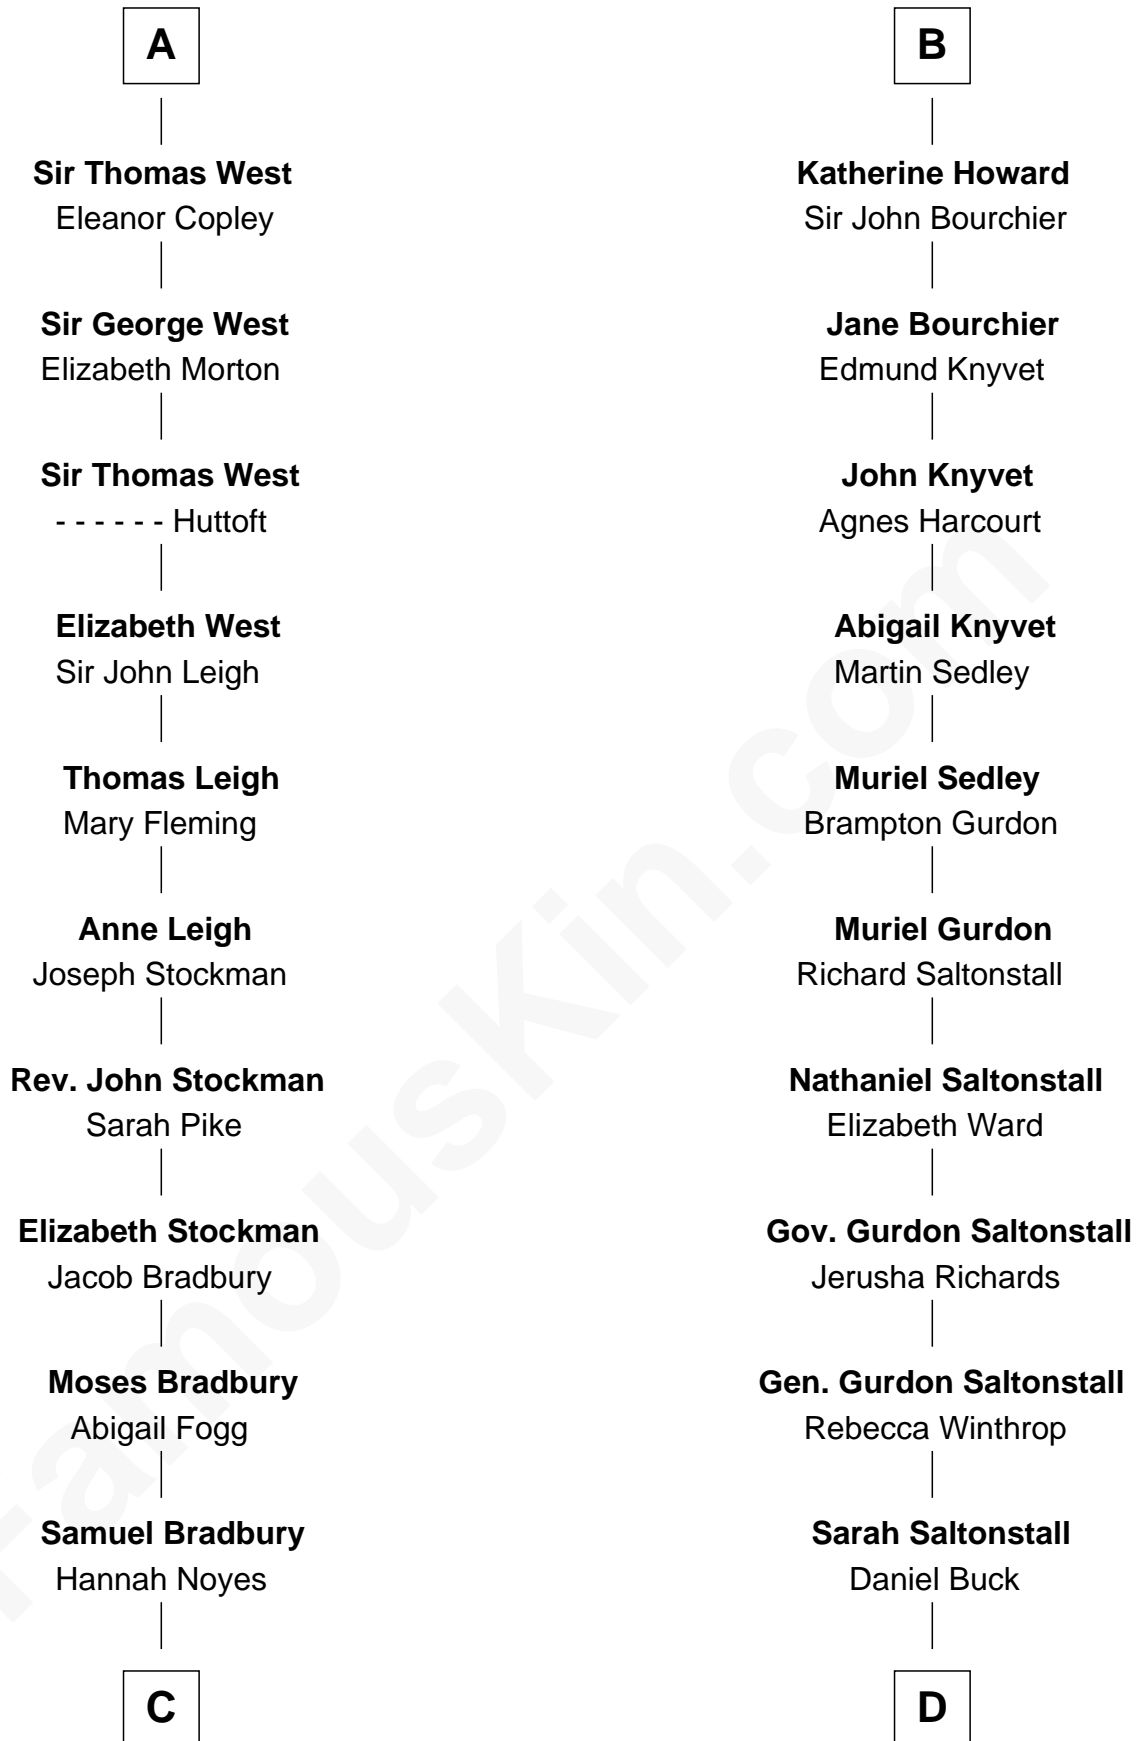 A
Sir Thomas West
Eleanor Copley
Sir George West
Elizabeth Morton
Sir Thomas West
- - - - - - Huttoft
Elizabeth West
Sir John Leigh
Thomas Leigh
Mary Fleming
Anne Leigh
Joseph Stockman
Rev. John Stockman
Sarah Pike
Elizabeth Stockman
Jacob Bradbury
Moses Bradbury
Abigail Fogg
Samuel Bradbury
Hannah Noyes
C
B
Katherine Howard
Sir John Bourchier
Jane Bourchier
Edmund Knyvet
John Knyvet
Agnes Harcourt
Abigail Knyvet
Martin Sedley
Muriel Sedley
Brampton Gurdon
Muriel Gurdon
Richard Saltonstall
Nathaniel Saltonstall
Elizabeth Ward
Gov. Gurdon Saltonstall
Jerusha Richards
Gen. Gurdon Saltonstall
Rebecca Winthrop
Sarah Saltonstall
Daniel Buck
D
FamousKin.com